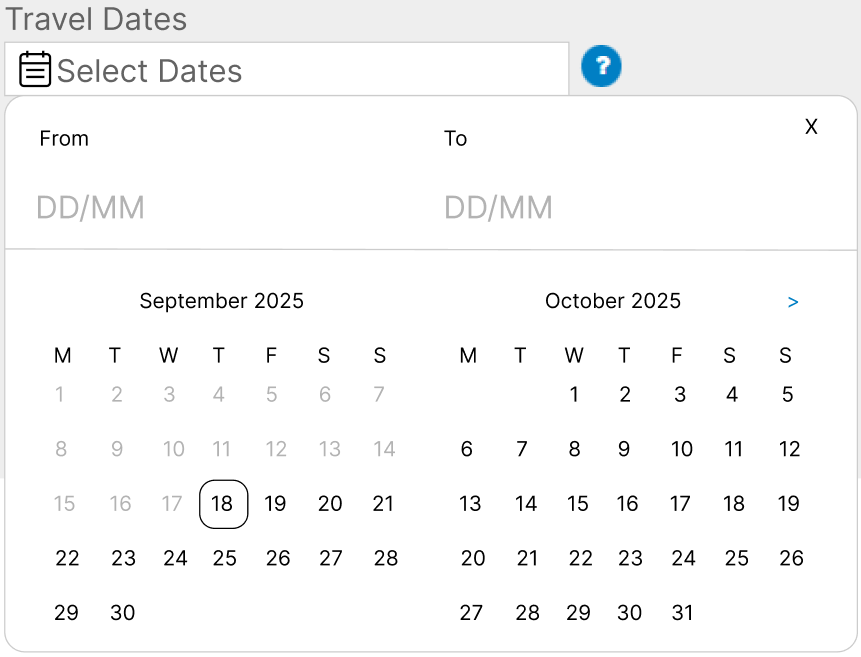 Travel Dates
Select Dates ?
From To X
DD/MM DD/MM
September 2025 October 2025 >
M T W T F S S M T W T F S S
1 2 3 4 5 6 7 1 2 3 4 5
8 9 10 11 12 13 14 6 7 8 9 10 11 12
15 16 17 18 19 20 21 13 14 15 16 17 18 19
22 23 24 25 26 27 28 20 21 22 23 24 25 26
29 30 27 28 29 30 31